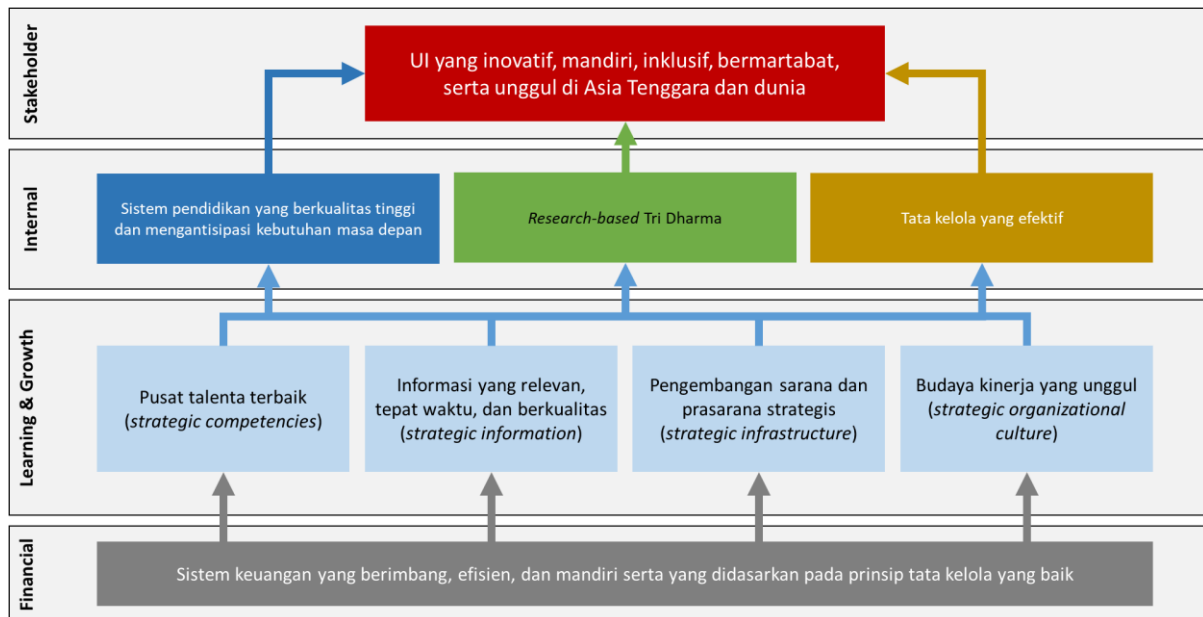 Stakeholder
UI yang inovatif, mandiri, inklusif, bermartabat,
serta unggul di Asia Tenggara dan dunia
Internal
Sistem pendidikan yang berkualitas tinggi
dan mengantisipasi kebutuhan masa depan
Research-based Tri Dharma
Tata kelola yang efektif
Learning & Growth
Pusat talenta terbaik
(strategic competencies)
Informasi yang relevan,
tepat waktu, dan berkualitas
(strategic information)
Pengembangan sarana dan
prasarana strategis
(strategic infrastructure)
Budaya kinerja yang unggul
(strategic organizational
culture)
Financial
Sistem keuangan yang berimbang, efisien, dan mandiri serta yang didasarkan pada prinsip tata kelola yang baik